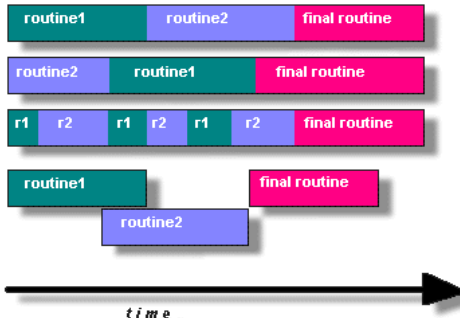 routine1 routine2 final routine
routine2 routine1 final routine
r1 r2 r1 r2 r1 r2 final routine
routine1 final routine
routine2
time